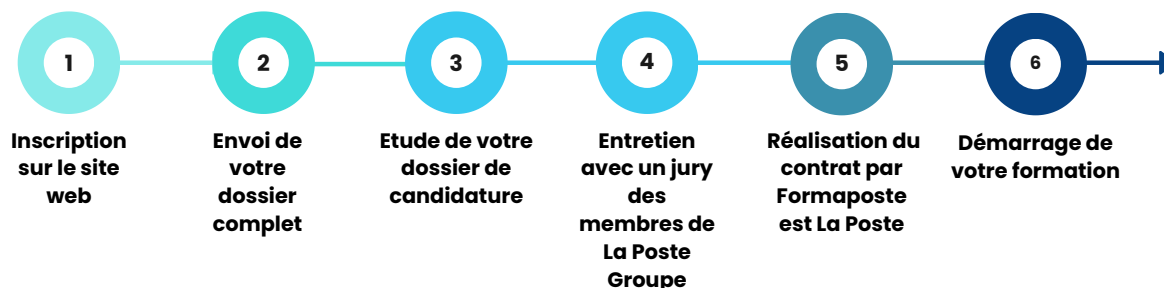 1
Inscription
sur le site
web
2
Envoi de
votre
dossier
complet
3
Etude de votre
dossier de
candidature
4
Entretien
avec un jury
des
membres de
La Poste
Groupe
5
Réalisation du
contrat par
Formaposte
est La Poste
6
Démarrage de
votre formation